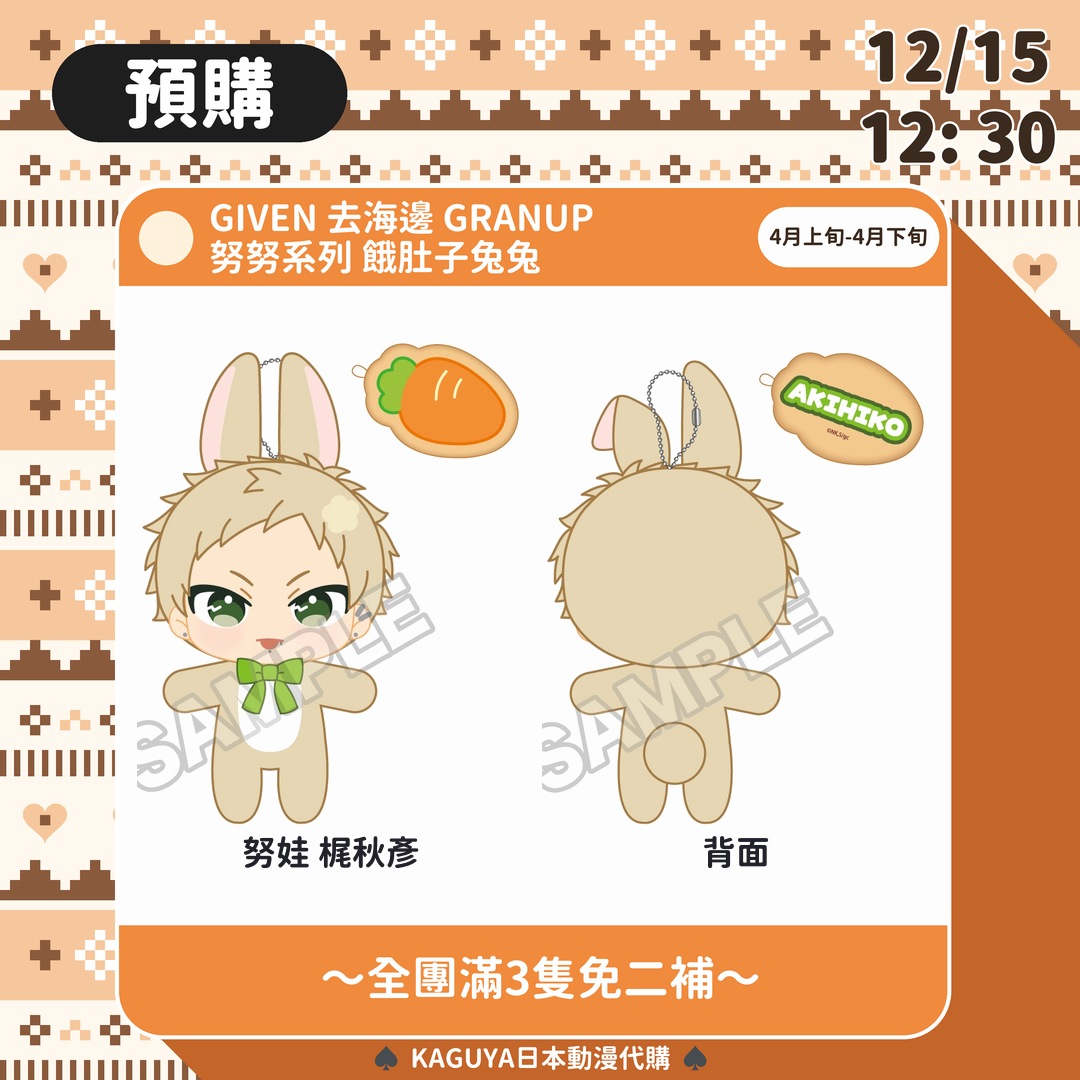 預購
12/15
12: 30
GIVEN 去海邊 GRANUP
努努系列 餓肚子兔兔
4月上旬-4月下旬
AKIHIKO
©NK,S/gc
SAMPLE
SAMPLE
努娃 梶秋彥
背面
～全團滿3隻免二補～
♠ KAGUYA日本動漫代購 ♠